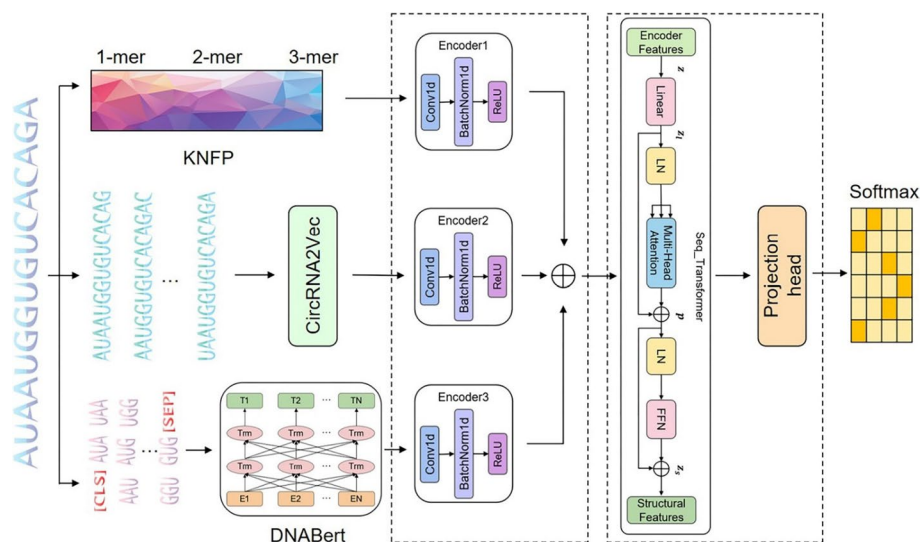 AUAAUGGUGUCACAGA
1-mer 2-mer 3-mer
KNFP
AUAAUGGUGUCACAG
AAUGGUGUCACAGAC
...
UAAUGGUGUCACAGA
CircRNA2Vec
[CLS] AUA UAA
AAU AUG UGG
...
GGU GUG [SEP]
T1 T2 ... TN
Trm Trm ... Trm
Trm Trm ... Trm
E1 E2 ... EN
DNABert
Encoder1
Conv1d
BatchNorm1d
ReLU
Encoder2
Conv1d
BatchNorm1d
ReLU
Encoder3
Conv1d
BatchNorm1d
ReLU
Encoder
Features
z
Linear
z_l
LN
Multi-Head
Attention
p
LN
FFN
z_s
Structural
Features
Seq_Transformer
Projection
head
Softmax